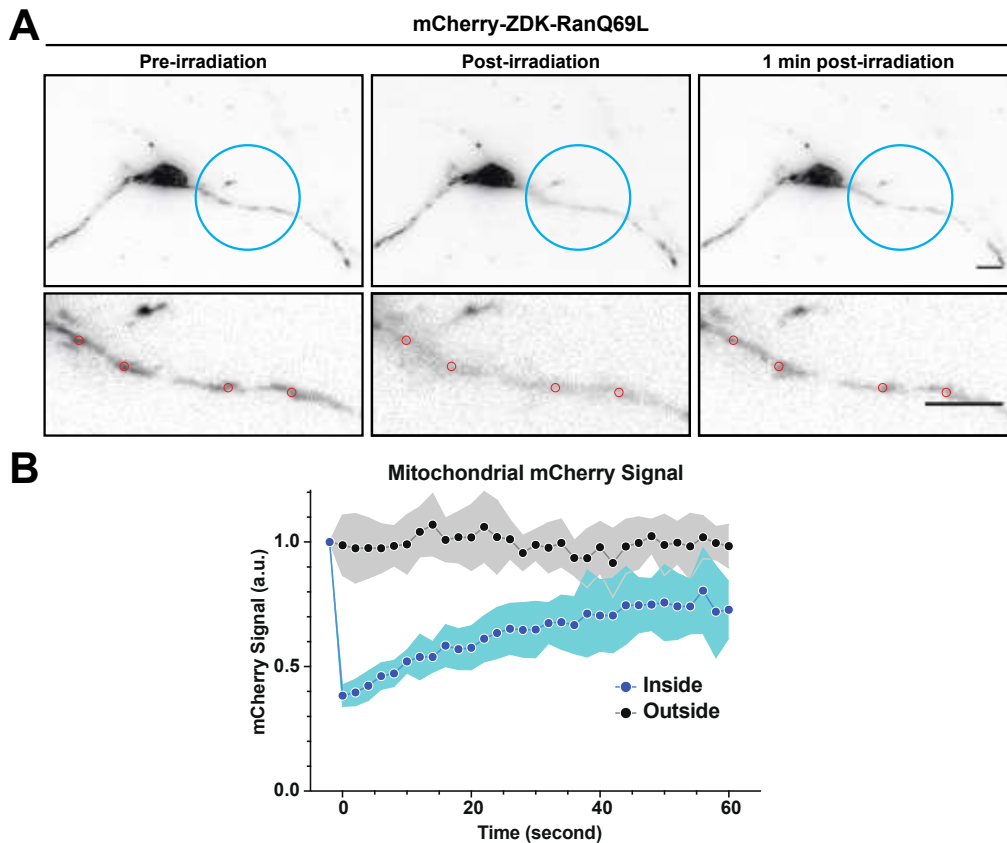 A
mCherry-ZDK-RanQ69L
Pre-irradiation
Post-irradiation
1 min post-irradiation
B
Mitochondrial mCherry Signal
mCherry Signal (a.u.)
1.0
0.5
0.0
Inside
Outside
0
20
40
60
Time (second)